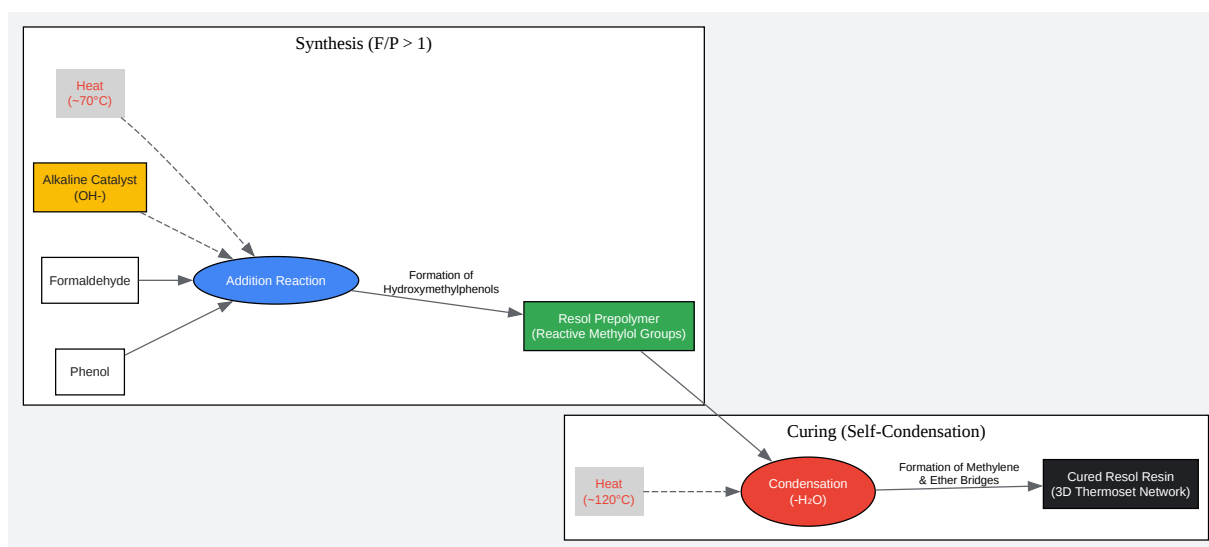 Synthesis (F/P > 1)
Heat
(~70°C)
Alkaline Catalyst
(OH-)
Formaldehyde
Addition Reaction
Formation of
Hydroxymethylphenols
Resol Prepolymer
(Reactive Methylol Groups)
Phenol
Curing (Self-Condensation)
Heat
(~120°C)
Condensation
(-H₂O)
Formation of Methylene
& Ether Bridges
Cured Resol Resin
(3D Thermoset Network)